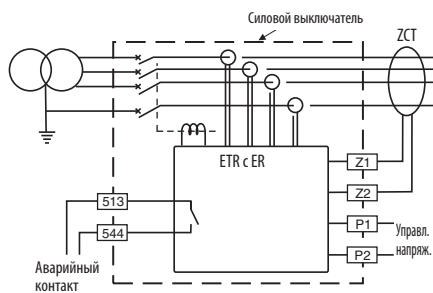 Силовой выключатель
ZCT
ETR с ER
Z1
Z2
513
544
P1
P2
Управл.
напряж.
Аварийный
контакт